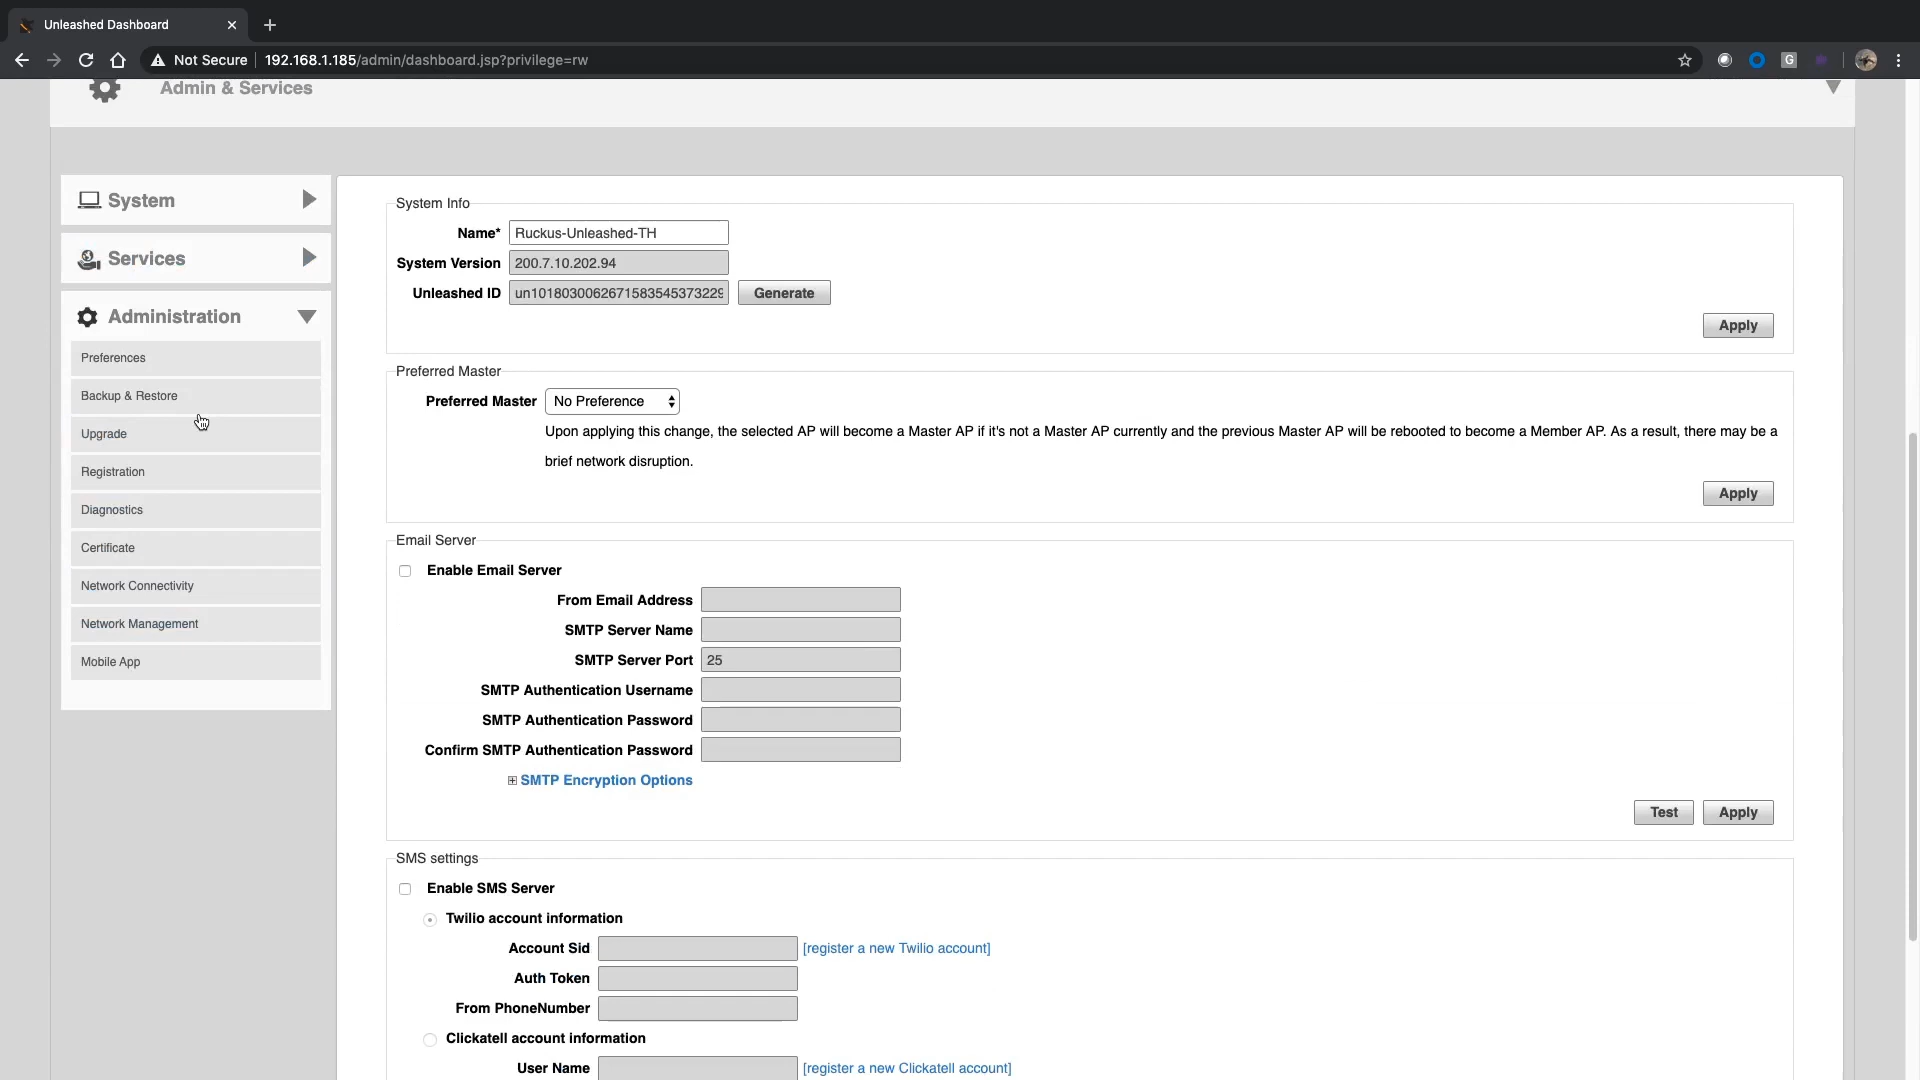 Unleashed Dashboard
Not Secure 192.168.1.185/admin/dashboard.jsp?privilege=rw
G
Admin & Services
System
Services
Administration
Preferences
Backup & Restore
Upgrade
Registration
Diagnostics
Certificate
Network Connectivity
Network Management
Mobile App
System Info
Name* Ruckus-Unleashed-TH
System Version 200.7.10.202.94
Unleashed ID un1018030062671583545373229 Generate
Apply
Preferred Master
Preferred Master No Preference
Upon applying this change, the selected AP will become a Master AP if it's not a Master AP currently and the previous Master AP will be rebooted to become a Member AP. As a result, there may be a
brief network disruption.
Apply
Email Server
Enable Email Server
From Email Address
SMTP Server Name
SMTP Server Port 25
SMTP Authentication Username
SMTP Authentication Password
Confirm SMTP Authentication Password
SMTP Encryption Options
Test Apply
SMS settings
Enable SMS Server
Twilio account information
Account Sid [register a new Twilio account]
Auth Token
From PhoneNumber
Clickatell account information
User Name [register a new Clickatell account]